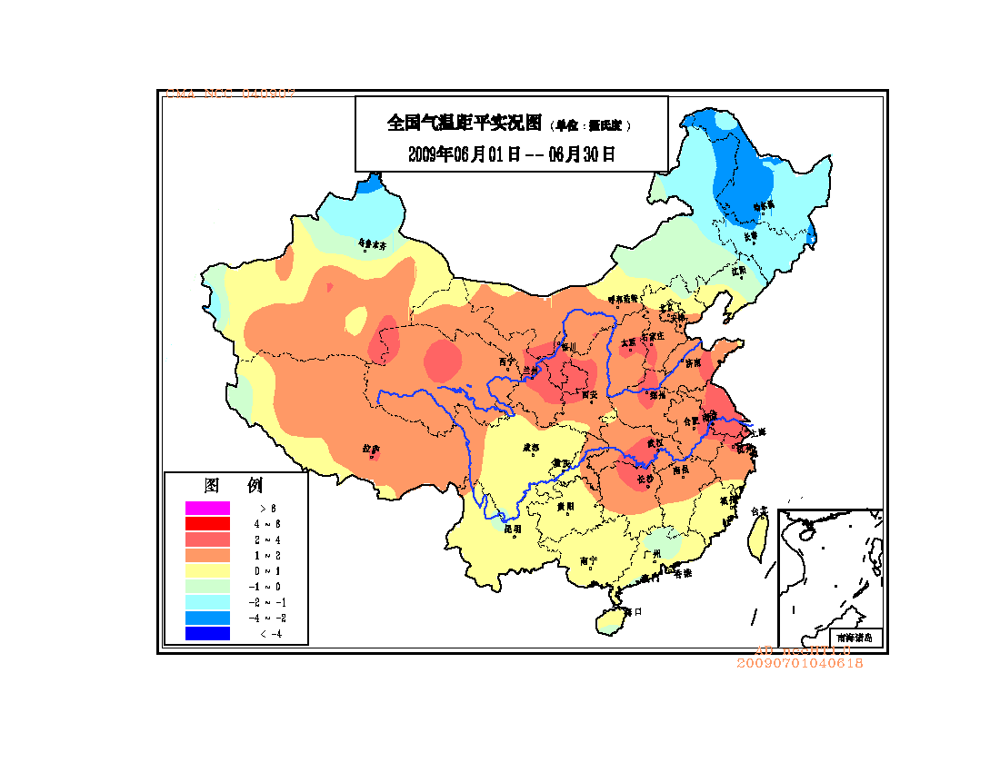 CMA NCC 040902
全国气温距平实况图 (单位:摄氏度)
2009年06月01日--06月30日
哈尔滨
长春
乌鲁木齐
沈阳
呼和浩特
北京
天津
银川
太原
石家庄
西宁
兰州
济南
西安
郑州
合肥
南京
上海
拉萨
成都
武汉
杭州
重庆
长沙
南昌
贵阳
福州
台北
昆明
南宁
广州
澳门
香港
海口
图 例
> 6
4 ~ 6
2 ~ 4
1 ~ 2
0 ~ 1
-1 ~ 0
-2 ~ -1
-4 ~ -2
< -4
南海诸岛
20090701040618